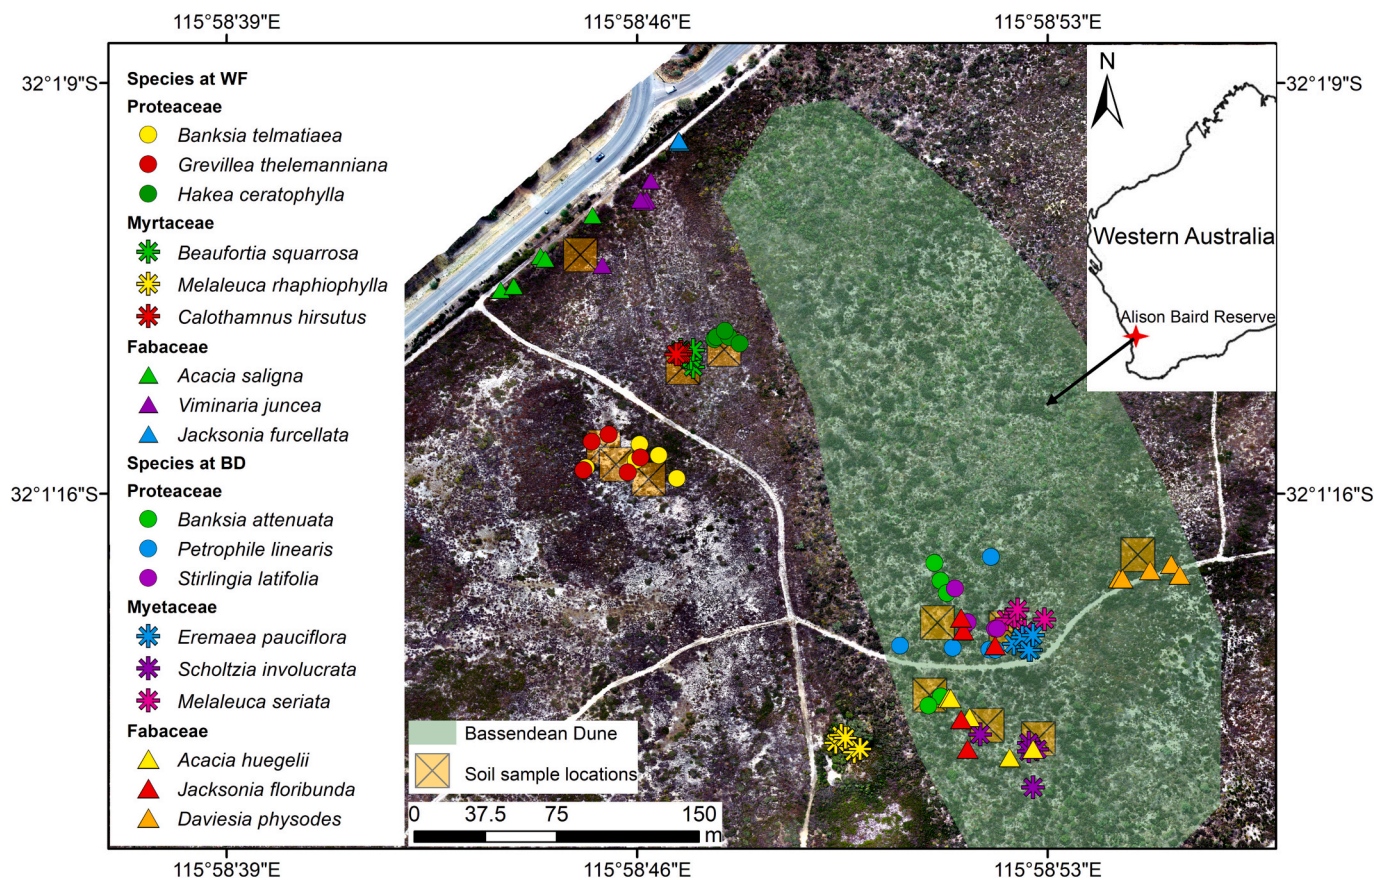 115°58'39"E
115°58'46"E
115°58'53"E
32°1'9"S
32°1'9"S
Species at WF
Proteaceae
Banksia telmatiaea
Grevillea thelemanniana
Hakea ceratophylla
Myrtaceae
Beaufortia squarrosa
Melaleuca rhaphiophylla
Calothamnus hirsutus
Fabaceae
Acacia saligna
Viminaria juncea
Jacksonia furcellata
Species at BD
Proteaceae
Banksia attenuata
Petrophile linearis
Stirlingia latifolia
Myetaceae
Eremaea pauciflora
Scholtzia involucrata
Melaleuca seriata
Fabaceae
Acacia huegelii
Jacksonia floribunda
Daviesia physodes
N
Western Australia
Alison Baird Reserve
32°1'16"S
32°1'16"S
Bassendean Dune
Soil sample locations
0 37.5 75 150
m
115°58'39"E
115°58'46"E
115°58'53"E